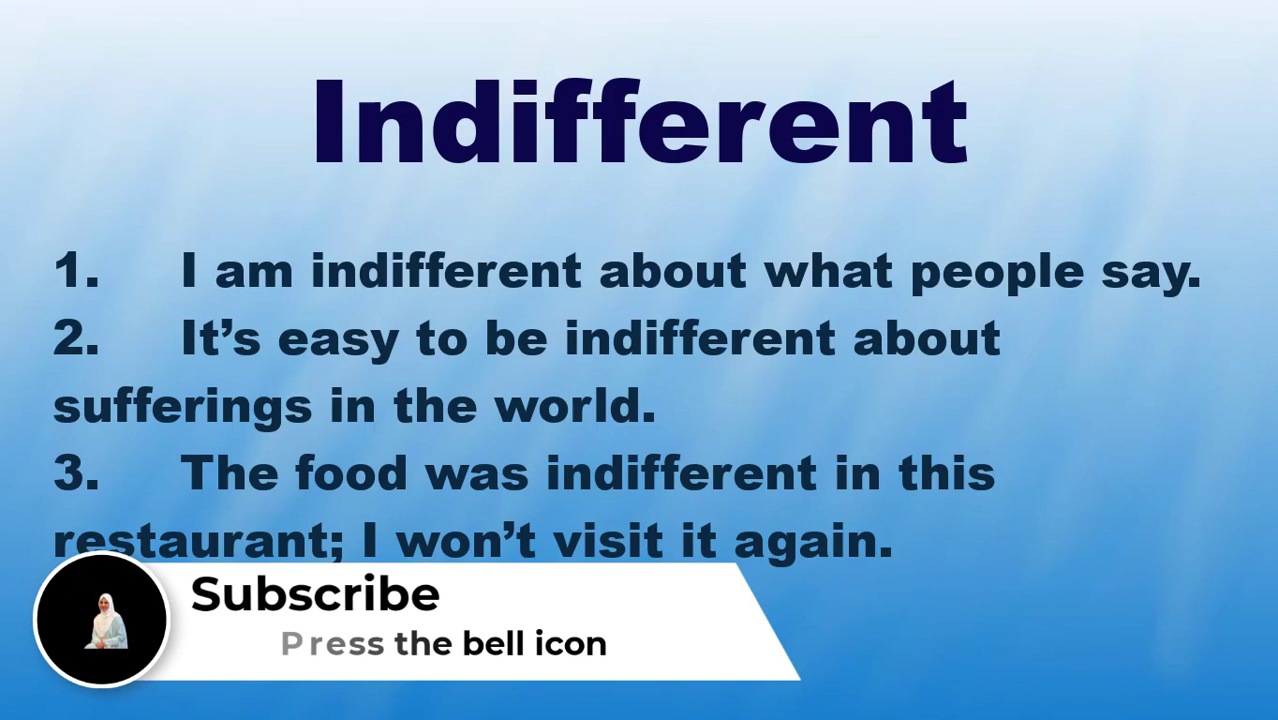 Indifferent
1. I am indifferent about what people say.
2. It’s easy to be indifferent about
sufferings in the world.
3. The food was indifferent in this
restaurant; I won’t visit it again.
Subscribe
Press the bell icon